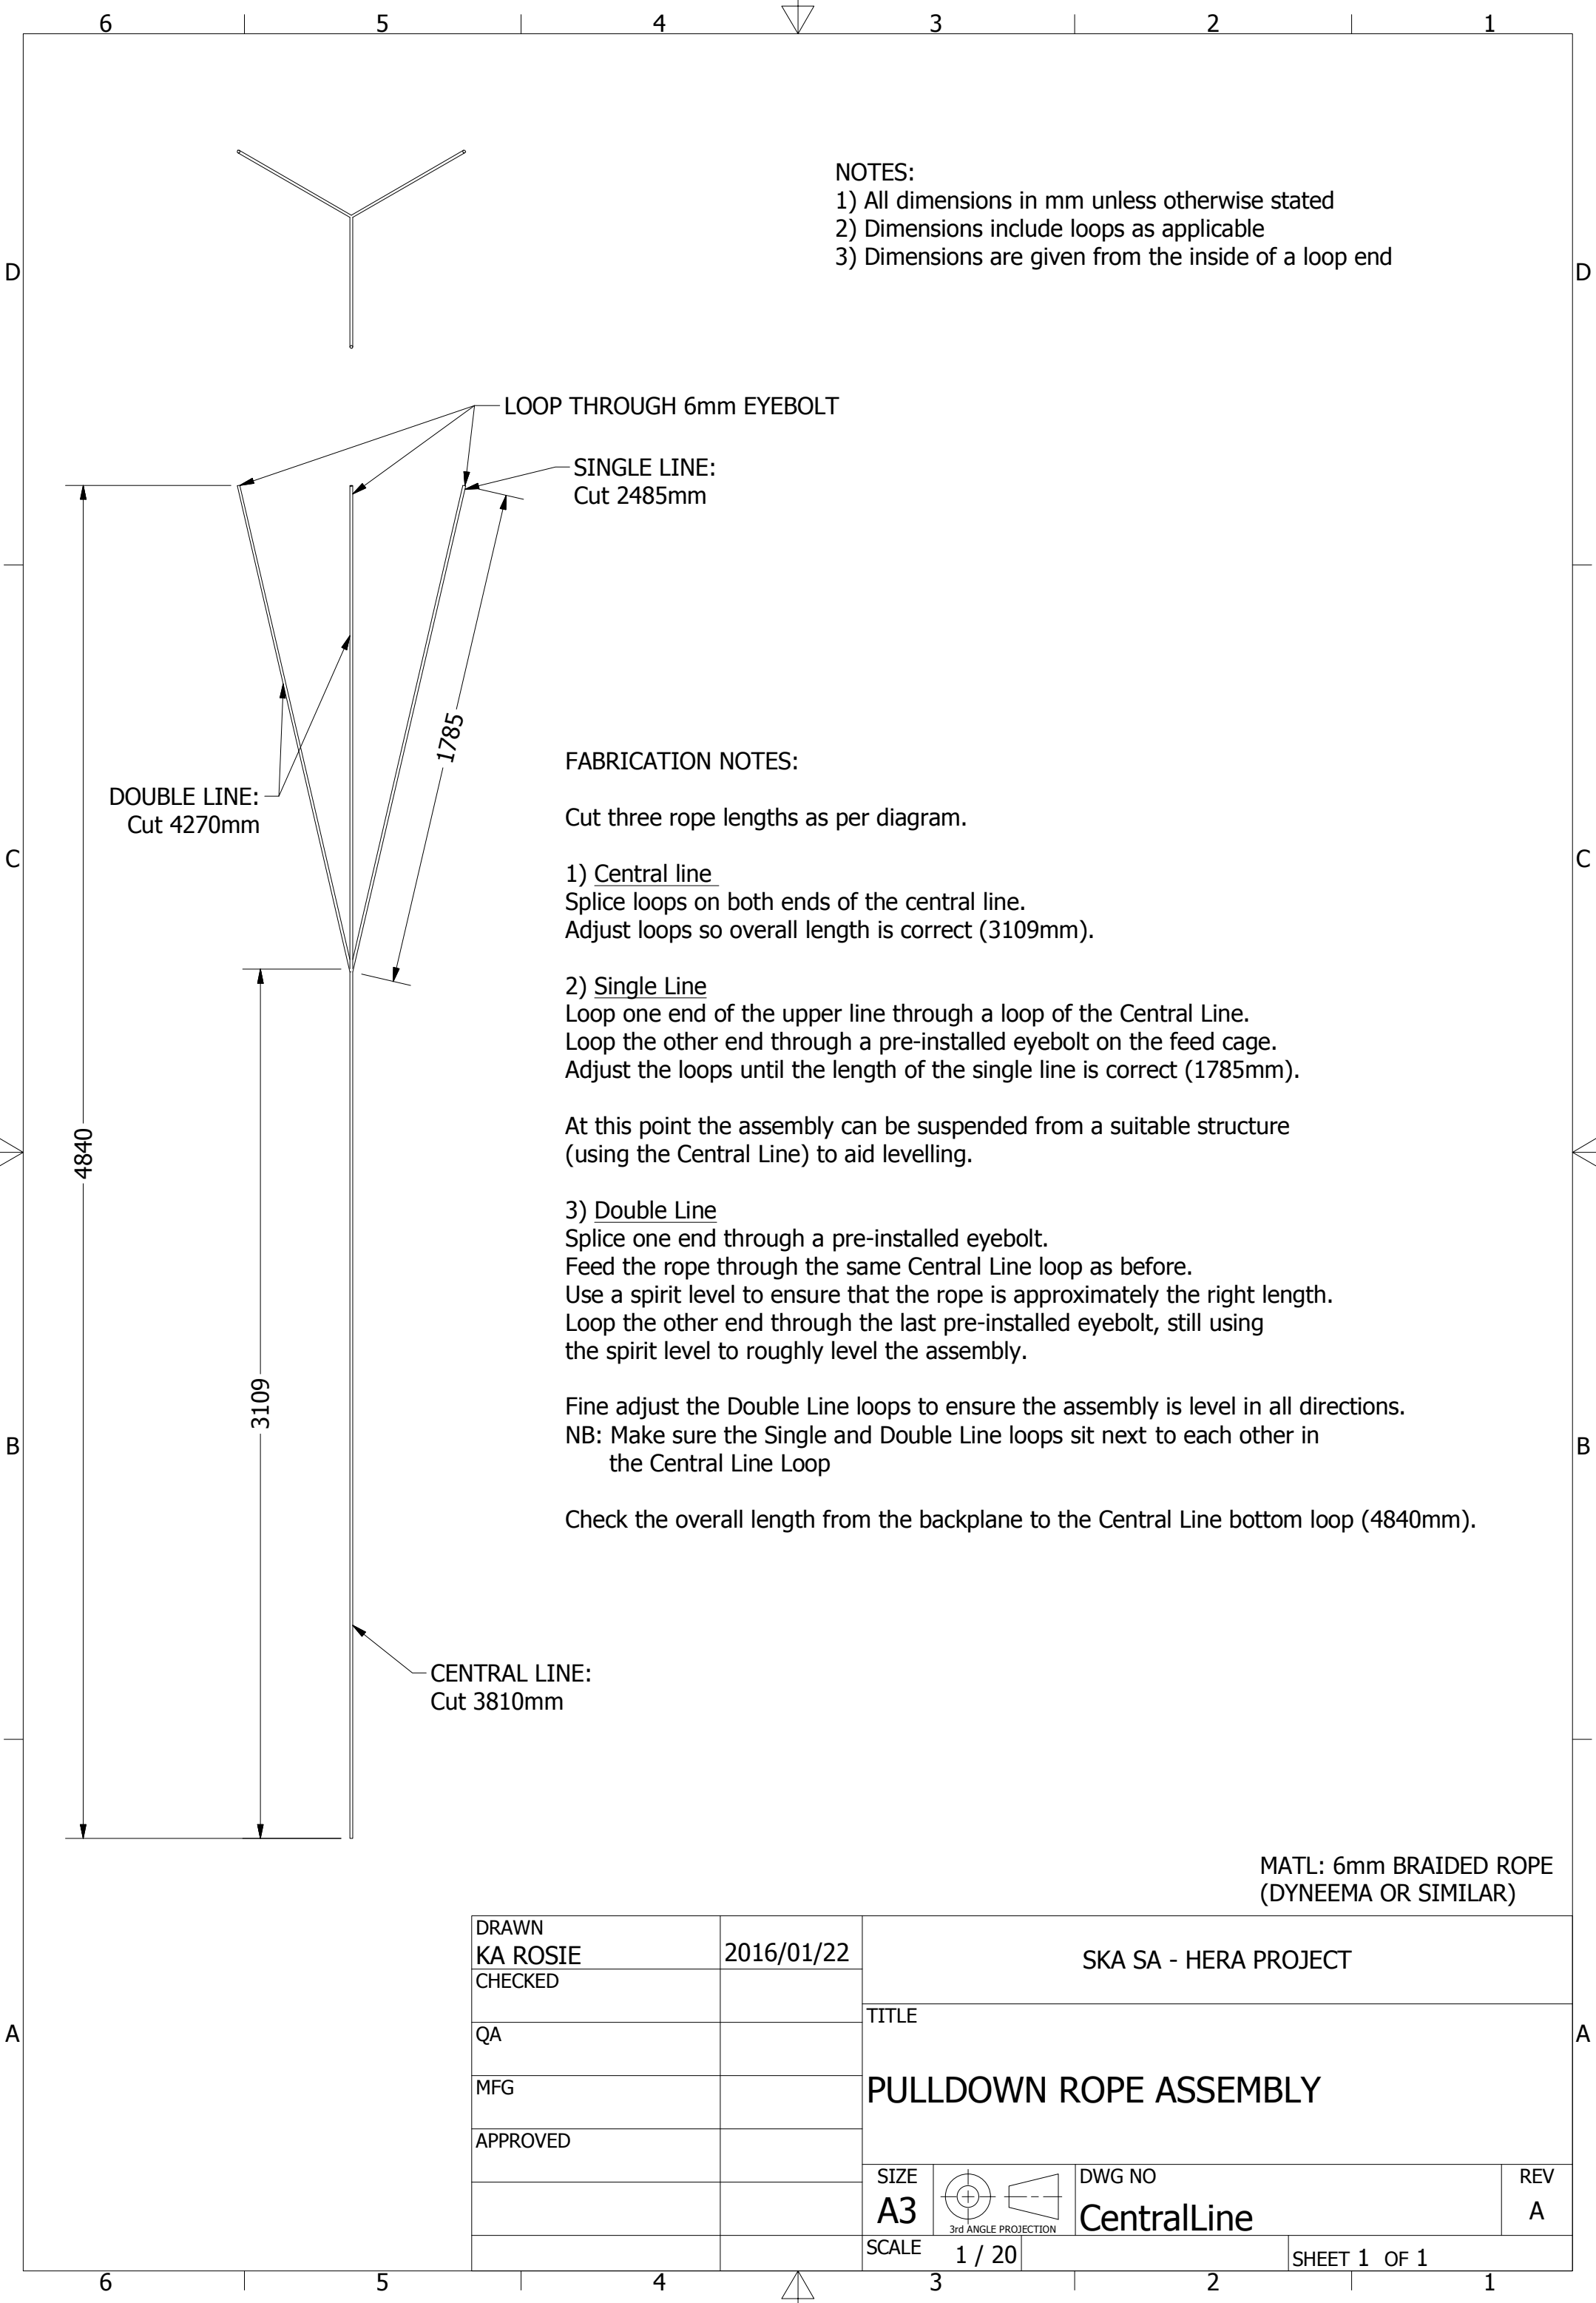 6 5 4 3 2 1
NOTES:
1) All dimensions in mm unless otherwise stated
2) Dimensions include loops as applicable
3) Dimensions are given from the inside of a loop end
D D
LOOP THROUGH 6mm EYEBOLT
SINGLE LINE:
Cut 2485mm
1785
DOUBLE LINE:
Cut 4270mm
C C
4840
3109
FABRICATION NOTES:
Cut three rope lengths as per diagram.
1) Central line
Splice loops on both ends of the central line.
Adjust loops so overall length is correct (3109mm).
2) Single Line
Loop one end of the upper line through a loop of the Central Line.
Loop the other end through a pre-installed eyebolt on the feed cage.
Adjust the loops until the length of the single line is correct (1785mm).
At this point the assembly can be suspended from a suitable structure
(using the Central Line) to aid levelling.
3) Double Line
Splice one end through a pre-installed eyebolt.
Feed the rope through the same Central Line loop as before.
Use a spirit level to ensure that the rope is approximately the right length.
Loop the other end through the last pre-installed eyebolt, still using
the spirit level to roughly level the assembly.
Fine adjust the Double Line loops to ensure the assembly is level in all directions.
NB: Make sure the Single and Double Line loops sit next to each other in
the Central Line Loop
Check the overall length from the backplane to the Central Line bottom loop (4840mm).
B B
CENTRAL LINE:
Cut 3810mm
MATL: 6mm BRAIDED ROPE
(DYNEEMA OR SIMILAR)
A A
DRAWN
KA ROSIE 2016/01/22
CHECKED
QA
MFG
APPROVED
SKA SA - HERA PROJECT
TITLE
PULLDOWN ROPE ASSEMBLY
SIZE
A3
3rd ANGLE PROJECTION
DWG NO
CentralLine
REV
A
SCALE 1 / 20
SHEET 1 OF 1
6 5 4 3 2 1